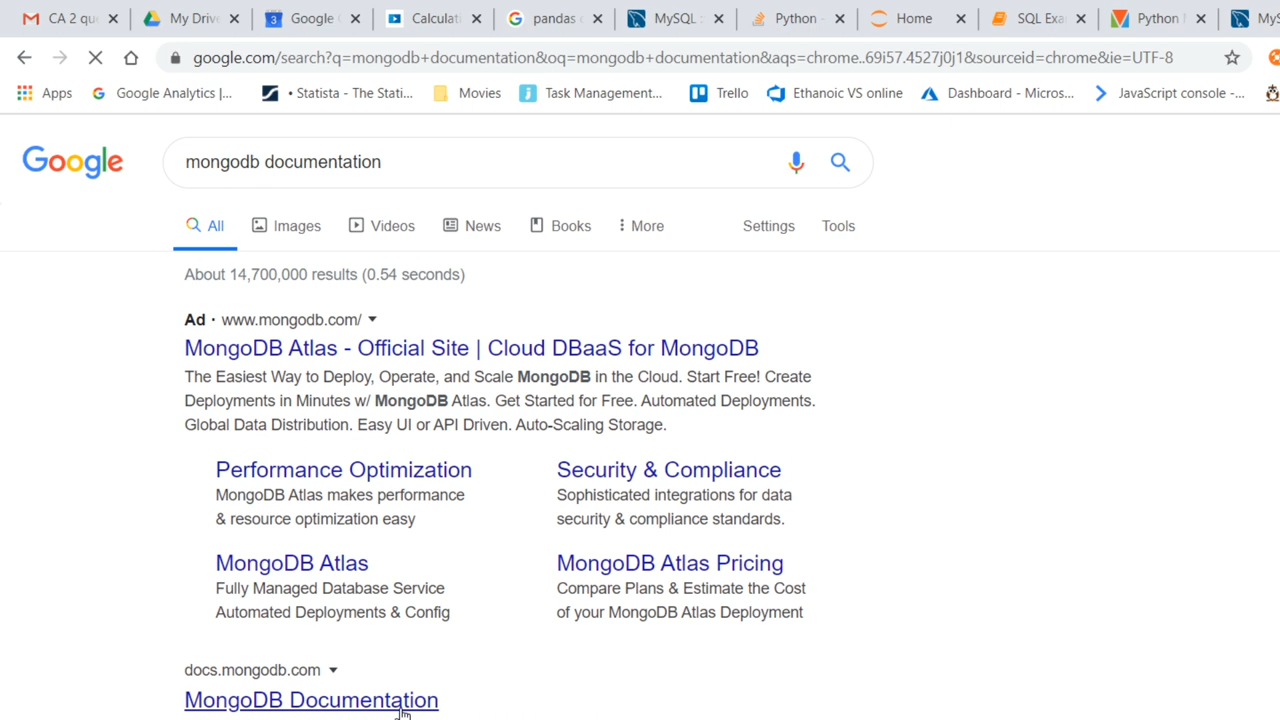 CA 2 qu
My Drive
Google
Calculat
pandas
MySQL
Python
Home
SQL Exa
Python
MyS
google.com/search?q=mongodb+documentation&oq=mongodb+documentation&aqs=chrome..69i57.4527j0j1&sourceid=chrome&ie=UTF-8
Apps
Google Analytics |...
• Statista - The Stati...
Movies
Task Management...
Trello
Ethanoic VS online
Dashboard - Micros...
JavaScript console -...
Google
mongodb documentation
All
Images
Videos
News
Books
More
Settings
Tools
About 14,700,000 results (0.54 seconds)
Ad · www.mongodb.com/
MongoDB Atlas - Official Site | Cloud DBaaS for MongoDB
The Easiest Way to Deploy, Operate, and Scale MongoDB in the Cloud. Start Free! Create
Deployments in Minutes w/ MongoDB Atlas. Get Started for Free. Automated Deployments.
Global Data Distribution. Easy UI or API Driven. Auto-Scaling Storage.
Performance Optimization
MongoDB Atlas makes performance
& resource optimization easy
Security & Compliance
Sophisticated integrations for data
security & compliance standards.
MongoDB Atlas
Fully Managed Database Service
Automated Deployments & Config
MongoDB Atlas Pricing
Compare Plans & Estimate the Cost
of your MongoDB Atlas Deployment
docs.mongodb.com
MongoDB Documentation